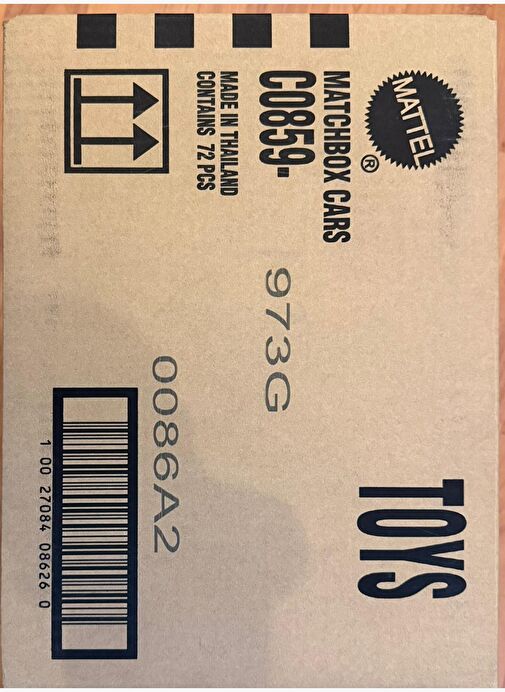 MATTEL
®
MATCHBOX CARS
C0859-"
MADE IN THAILAND
CONTAINS 72 PCS
973G
0086A2
TOYS
1 00 27084 08626 0